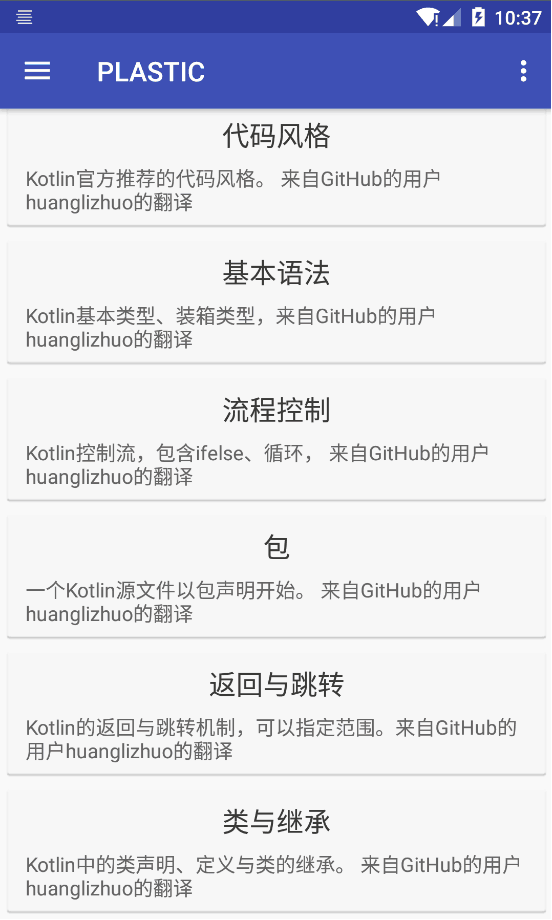 10:37
PLASTIC
代码风格
Kotlin官方推荐的代码风格。 来自GitHub的用户
huanglizhuo的翻译
基本语法
Kotlin基本类型、装箱类型，来自GitHub的用户
huanglizhuo的翻译
流程控制
Kotlin控制流，包含ifelse、循环， 来自GitHub的用户
huanglizhuo的翻译
包
一个Kotlin源文件以包声明开始。 来自GitHub的用户
huanglizhuo的翻译
返回与跳转
Kotlin的返回与跳转机制，可以指定范围。来自GitHub的
用户huanglizhuo的翻译
类与继承
Kotlin中的类声明、定义与类的继承。 来自GitHub的用户
huanglizhuo的翻译